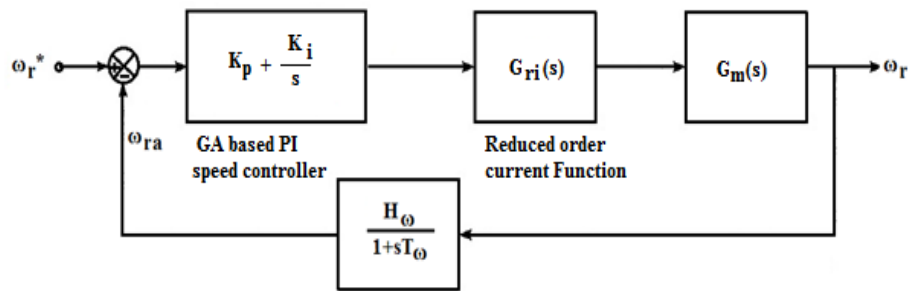 ωr*
+
−
Kp + Ki/s
Gri(s)
Gm(s)
ωr
ωra
GA based PI
speed controller
Reduced order
current Function
Hω
1+sTω